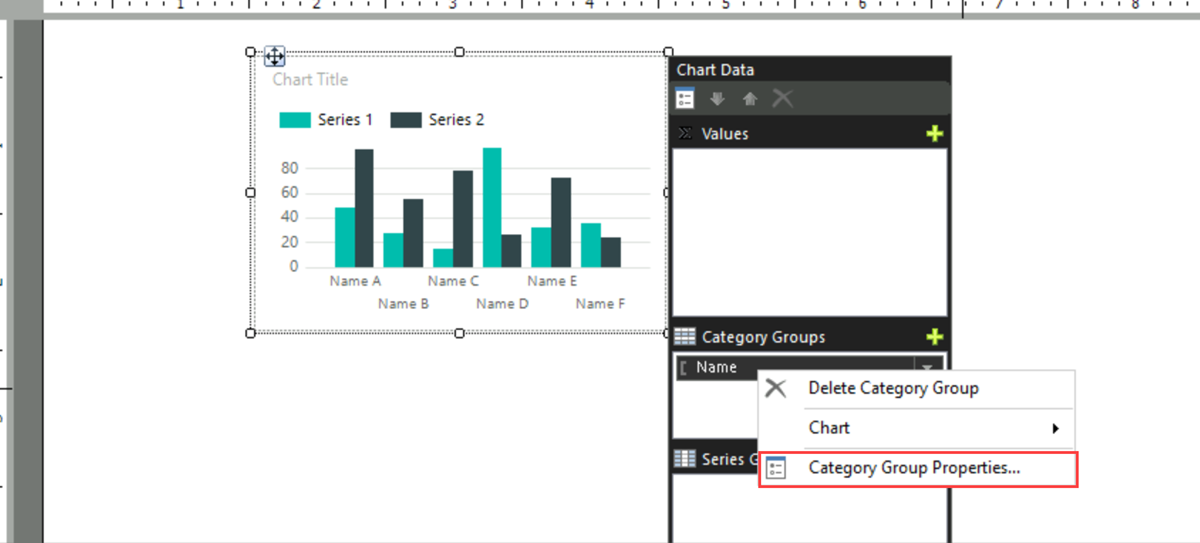 1 2 3 4 5 6 7 8
Chart Title
Series 1 Series 2
80
60
40
20
0
Name A Name C Name E
Name B Name D Name F
Chart Data
Values
Category Groups
Name
Delete Category Group
Chart
Series G
Category Group Properties...